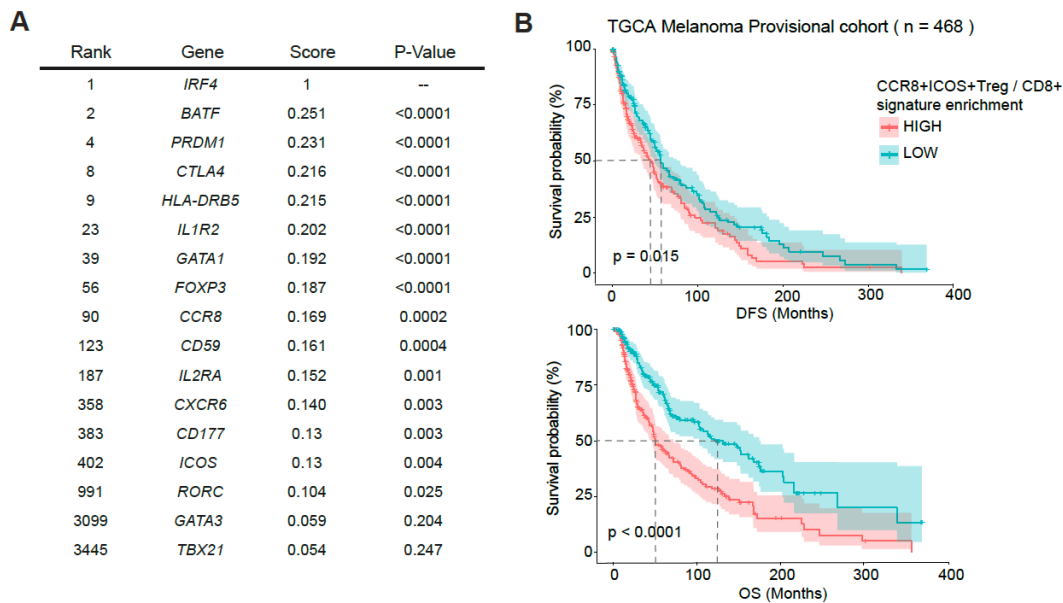 A
Rank Gene Score P-Value
1 IRF4 1 --
2 BATF 0.251 <0.0001
4 PRDM1 0.231 <0.0001
8 CTLA4 0.216 <0.0001
9 HLA-DRB5 0.215 <0.0001
23 IL1R2 0.202 <0.0001
39 GATA1 0.192 <0.0001
56 FOXP3 0.187 <0.0001
90 CCR8 0.169 0.0002
123 CD59 0.161 0.0004
187 IL2RA 0.152 0.001
358 CXCR6 0.140 0.003
383 CD177 0.13 0.003
402 ICOS 0.13 0.004
991 RORC 0.104 0.025
3099 GATA3 0.059 0.204
3445 TBX21 0.054 0.247
B
TGCA Melanoma Provisional cohort ( n = 468 )
Survival probability (%)
100
75
50
25
0
p = 0.015
0 100 200 300 400
DFS (Months)
CCR8+ICOS+Treg / CD8+
signature enrichment
HIGH
LOW
Survival probability (%)
100
75
50
25
0
p < 0.0001
0 100 200 300 400
OS (Months)